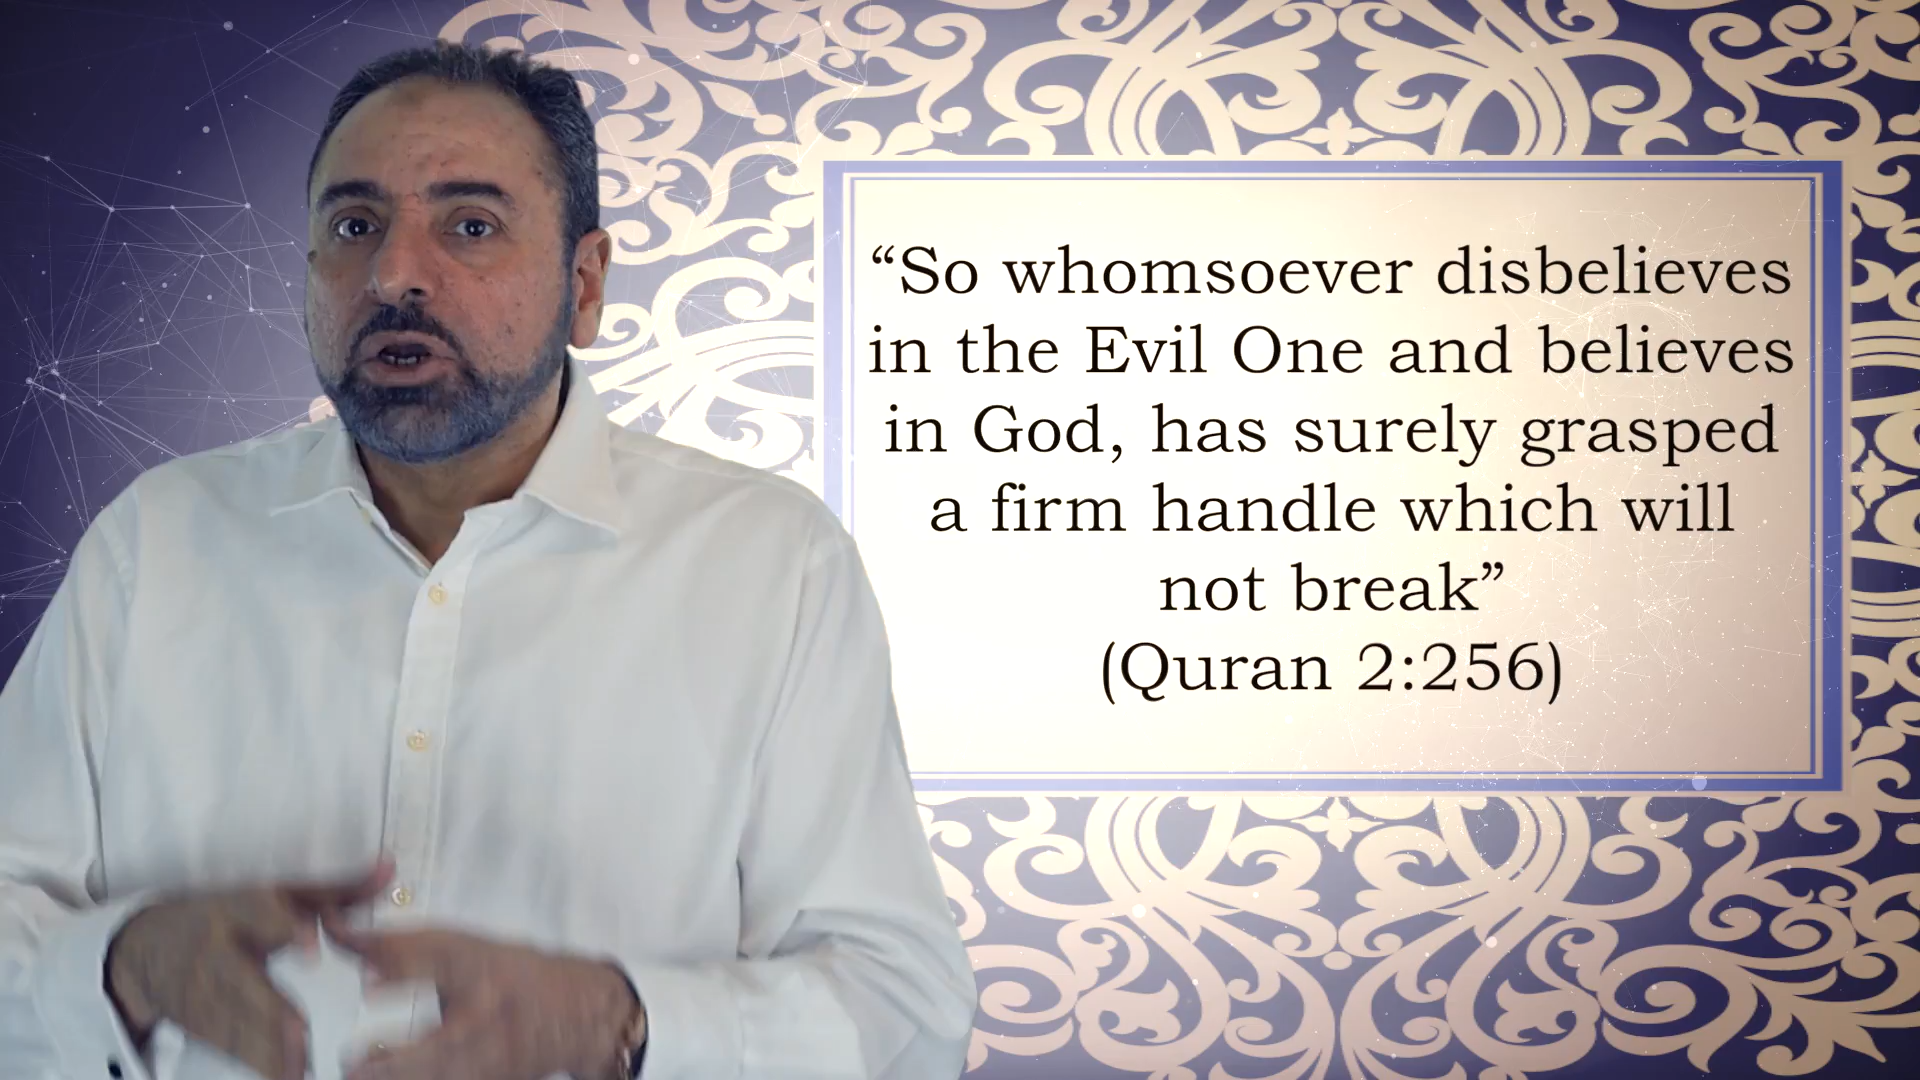 “So whomsoever disbelieves
in the Evil One and believes
in God, has surely grasped
a firm handle which will
not break”
(Quran 2:256)